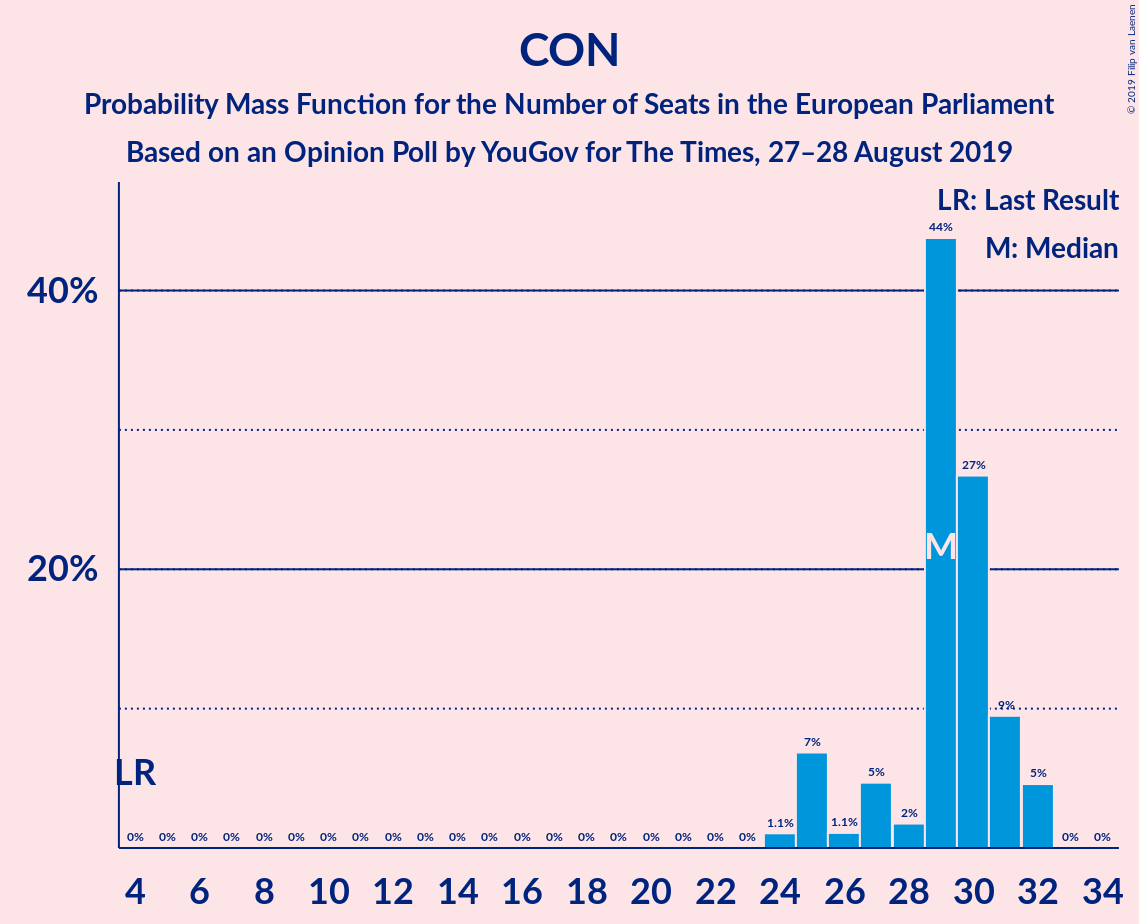 CON
Probability Mass Function for the Number of Seats in the European Parliament
Based on an Opinion Poll by YouGov for The Times, 27–28 August 2019
© 2019 Filip van Laenen
LR: Last Result
M: Median
44%
40%
27%
M
20%
9%
7%
5%
5%
LR
2%
1.1%
1.1%
0% 0% 0% 0% 0% 0% 0% 0% 0% 0% 0% 0% 0% 0% 0% 0% 0% 0% 0% 0% 0% 0%
4 6 8 10 12 14 16 18 20 22 24 26 28 30 32 34